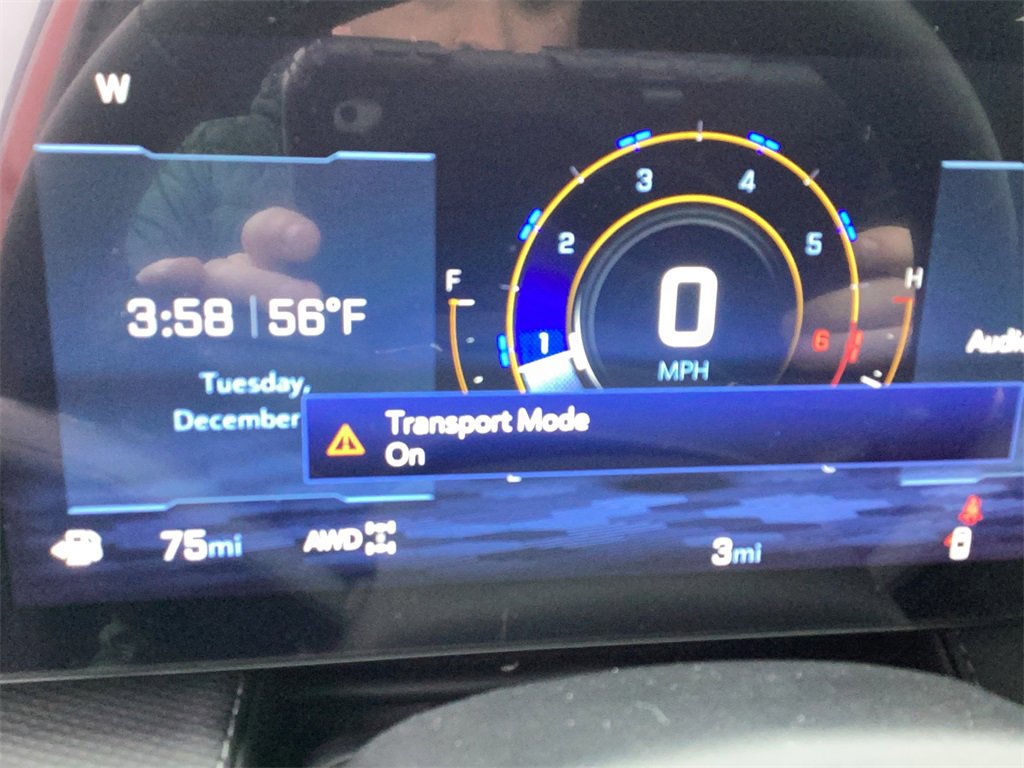 W
3
4
2
5
F
H
3:58 | 56°F
0
1
6
Audio
MPH
Tuesday,
December
Transport Mode
On
75mi
AWD
3mi